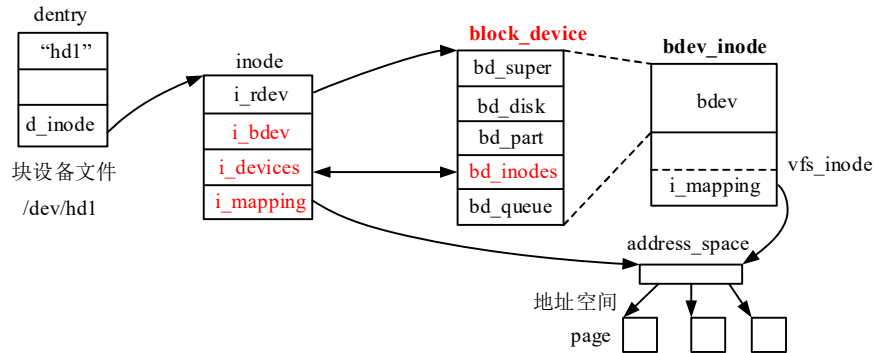 dentry
“hd1”
d_inode
块设备文件
/dev/hd1
inode
i_rdev
i_bdev
i_devices
i_mapping
block_device
bd_super
bd_disk
bd_part
bd_inodes
bd_queue
bdev_inode
bdev
i_mapping
vfs_inode
address_space
地址空间
page